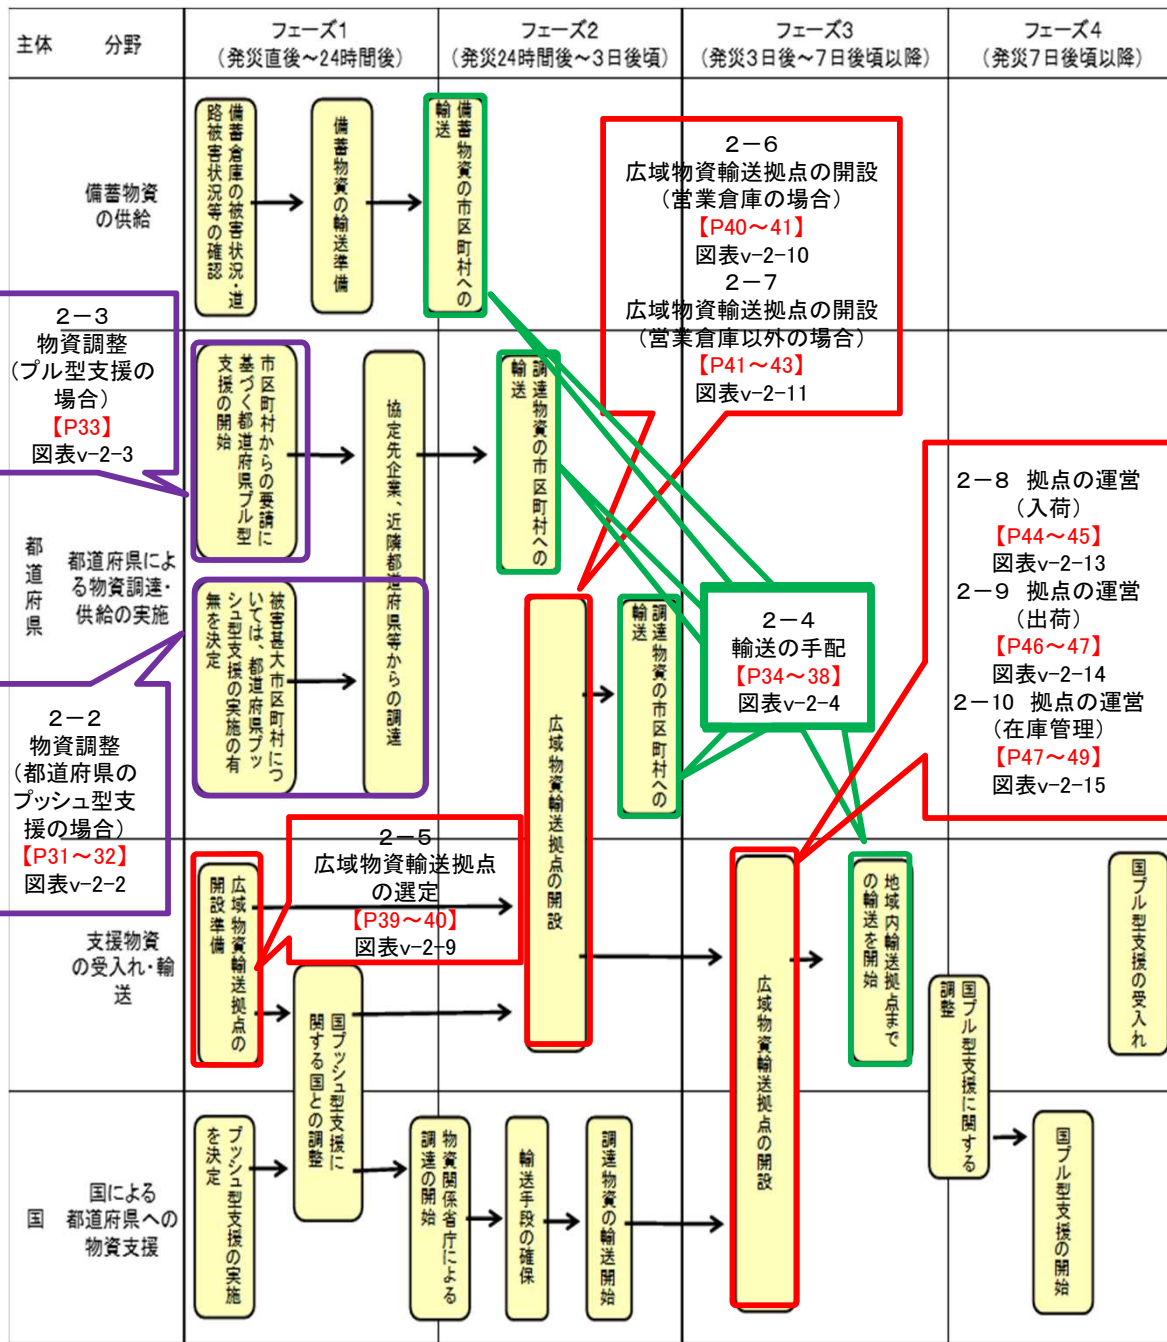 主体
分野
フェーズ1
（発災直後～24時間後）
フェーズ2
（発災24時間後～3日後頃）
フェーズ3
（発災3日後～7日後頃以降）
フェーズ4
（発災7日後頃以降）
都道府県
備蓄物資
の供給
備蓄倉庫の被害状況・道
路被害状況等の確認
備蓄物資の輸送準備
備蓄物資の市区町村への
輸送
都道府県によ
る物資調達・
供給の実施
市区町村からの要請に
基づく都道府県プル型
支援の開始
被害甚大市区町村につ
いては、都道府県プッ
シュ型支援の実施の有
無を決定
協定先企業、近隣都道府県等からの調達
調達物資の市区町村への
輸送
広域物資輸送拠点の開設
調達物資の市区町村への
輸送
支援物資
の受入れ・輸
送
広域物資輸送拠点の
開設準備
国プッシュ型支援に
関する国との調整
広域物資輸送拠点の開設
地域内輸送拠点まで
の輸送を開始
国プル型支援に関する
調整
国プル型支援の受入れ
国
国による
都道府県への
物資支援
プッシュ型支援の実施
を決定
物資関係省庁による
調達の開始
輸送手段の確保
調達物資の輸送開始
国プル型支援の開始
2－3
物資調整
（プル型支援の
場合）
【P33】
図表v-2-3
2－2
物資調整
（都道府県の
プッシュ型支
援の場合）
【P31～32】
図表v-2-2
2－5
広域物資輸送拠点
の選定
【P39～40】
図表v-2-9
2－6
広域物資輸送拠点の開設
（営業倉庫の場合）
【P40～41】
図表v-2-10
2－7
広域物資輸送拠点の開設
（営業倉庫以外の場合）
【P41～43】
図表v-2-11
2－4
輸送の手配
【P34～38】
図表v-2-4
2－8 拠点の運営
（入荷）
【P44～45】
図表v-2-13
2－9 拠点の運営
（出荷）
【P46～47】
図表v-2-14
2－10 拠点の運営
（在庫管理）
【P47～49】
図表v-2-15